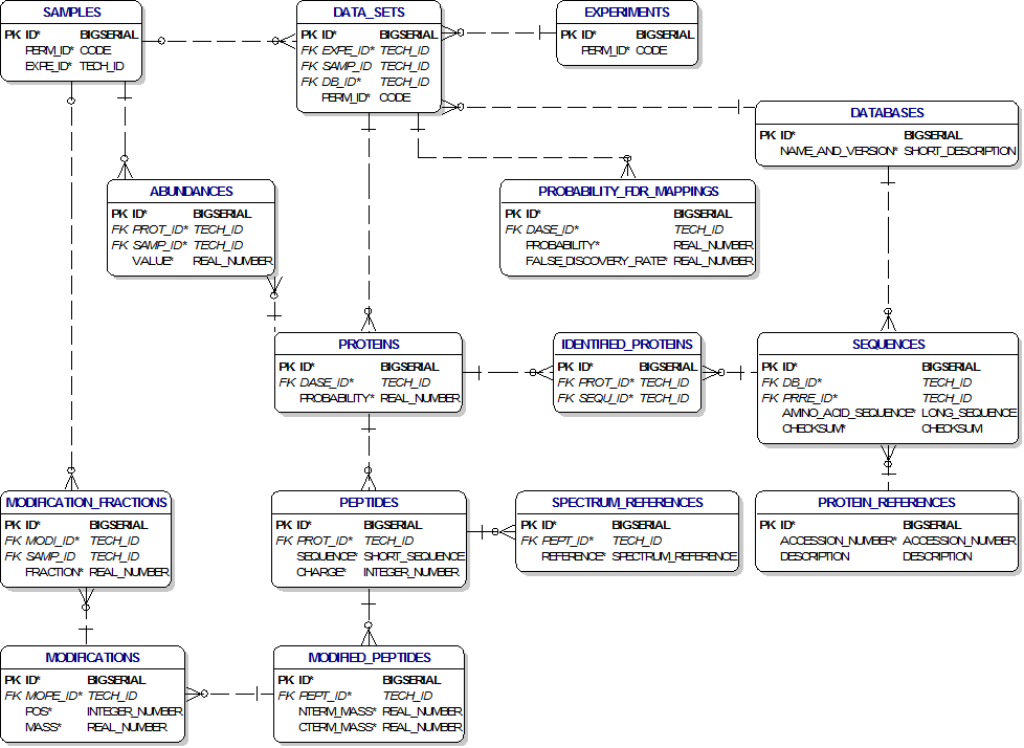 SAMPLES
PK ID* BIGSERIAL
PERM_ID* CODE
EXPE_ID* TECH_ID
DATA_SETS
PK ID* BIGSERIAL
FK EXPE_ID* TECH_ID
FK SAMP_ID TECH_ID
FK DB_ID* TECH_ID
PERM_ID* CODE
EXPERIMENTS
PK ID* BIGSERIAL
PERM_ID* CODE
DATABASES
PK ID* BIGSERIAL
NAME_AND_VERSION* SHORT_DESCRIPTION
ABUNDANCES
PK ID* BIGSERIAL
FK PROT_ID* TECH_ID
FK SAMP_ID* TECH_ID
VALUE* REAL_NUMBER
PROBABILITY_FDR_MAPPINGS
PK ID* BIGSERIAL
FK DASE_ID* TECH_ID
PROBABILITY* REAL_NUMBER
FALSE_DISCOVERY_RATE* REAL_NUMBER
PROTEINS
PK ID* BIGSERIAL
FK DASE_ID* TECH_ID
PROBABILITY* REAL_NUMBER
IDENTIFIED_PROTEINS
PK ID* BIGSERIAL
FK PROT_ID* TECH_ID
FK SEQU_ID* TECH_ID
SEQUENCES
PK ID* BIGSERIAL
FK DB_ID* TECH_ID
FK PRRE_ID* TECH_ID
AMINO_ACID_SEQUENCE* LONG_SEQUENCE
CHECKSUM* CHECKSUM
MODIFICATION_FRACTIONS
PK ID* BIGSERIAL
FK MODI_ID* TECH_ID
FK SAMP_ID TECH_ID
FRACTION* REAL_NUMBER
PEPTIDES
PK ID* BIGSERIAL
FK PROT_ID* TECH_ID
SEQUENCE* SHORT_SEQUENCE
CHARGE* INTEGER_NUMBER
SPECTRUM_REFERENCES
PK ID* BIGSERIAL
FK PEPT_ID* TECH_ID
REFERENCE* SPECTRUM_REFERENCE
PROTEIN_REFERENCES
PK ID* BIGSERIAL
ACCESSION_NUMBER* ACCESSION_NUMBER
DESCRIPTION DESCRIPTION
MODIFICATIONS
PK ID* BIGSERIAL
FK MOPE_ID* TECH_ID
POS* INTEGER_NUMBER
MASS* REAL_NUMBER
MODIFIED_PEPTIDES
PK ID* BIGSERIAL
FK PEPT_ID* TECH_ID
NTERM_MASS* REAL_NUMBER
CTERM_MASS* REAL_NUMBER